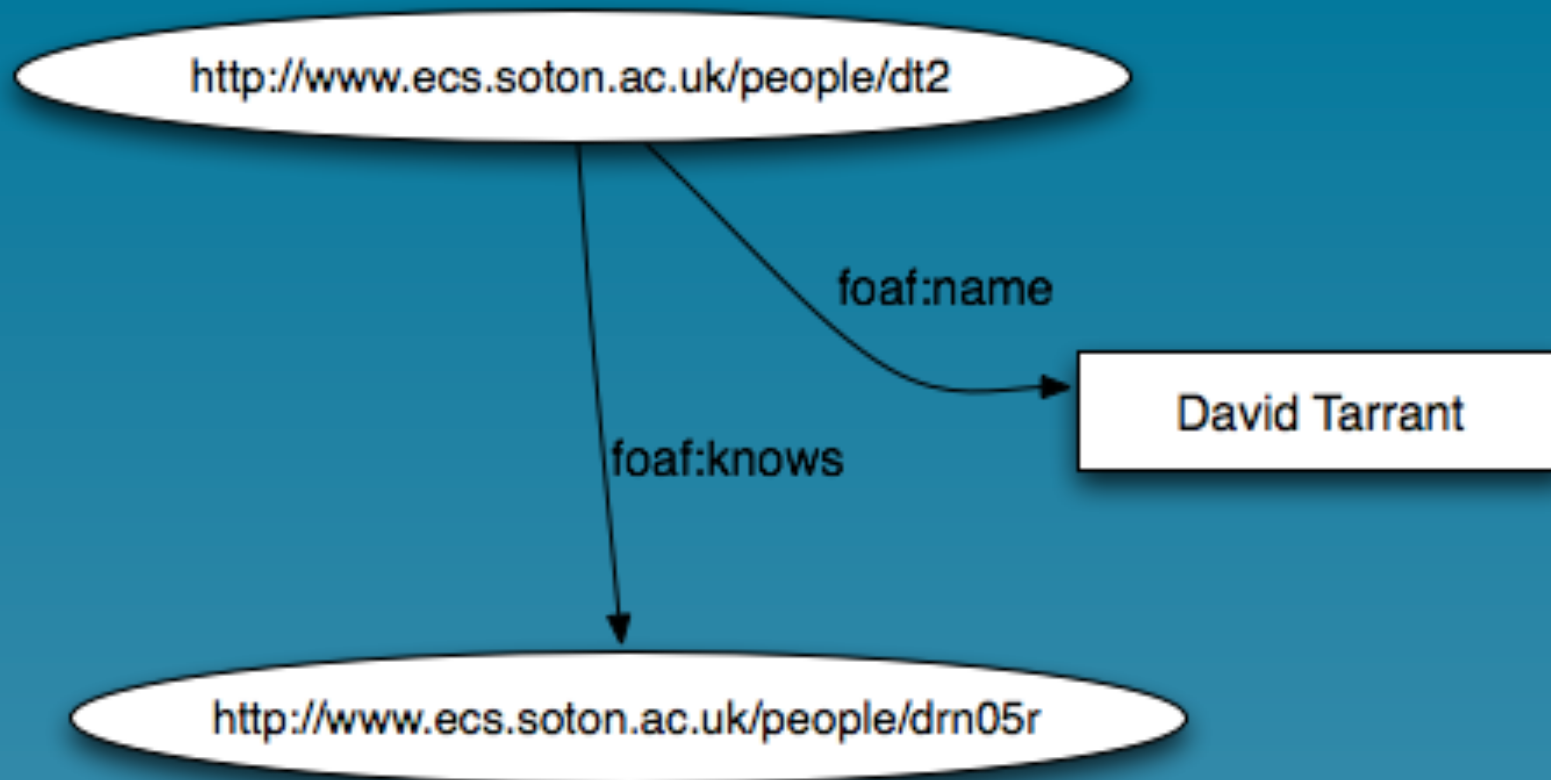 http://www.ecs.soton.ac.uk/people/dt2
foaf:name
David Tarrant
foaf:knows
http://www.ecs.soton.ac.uk/people/drn05r